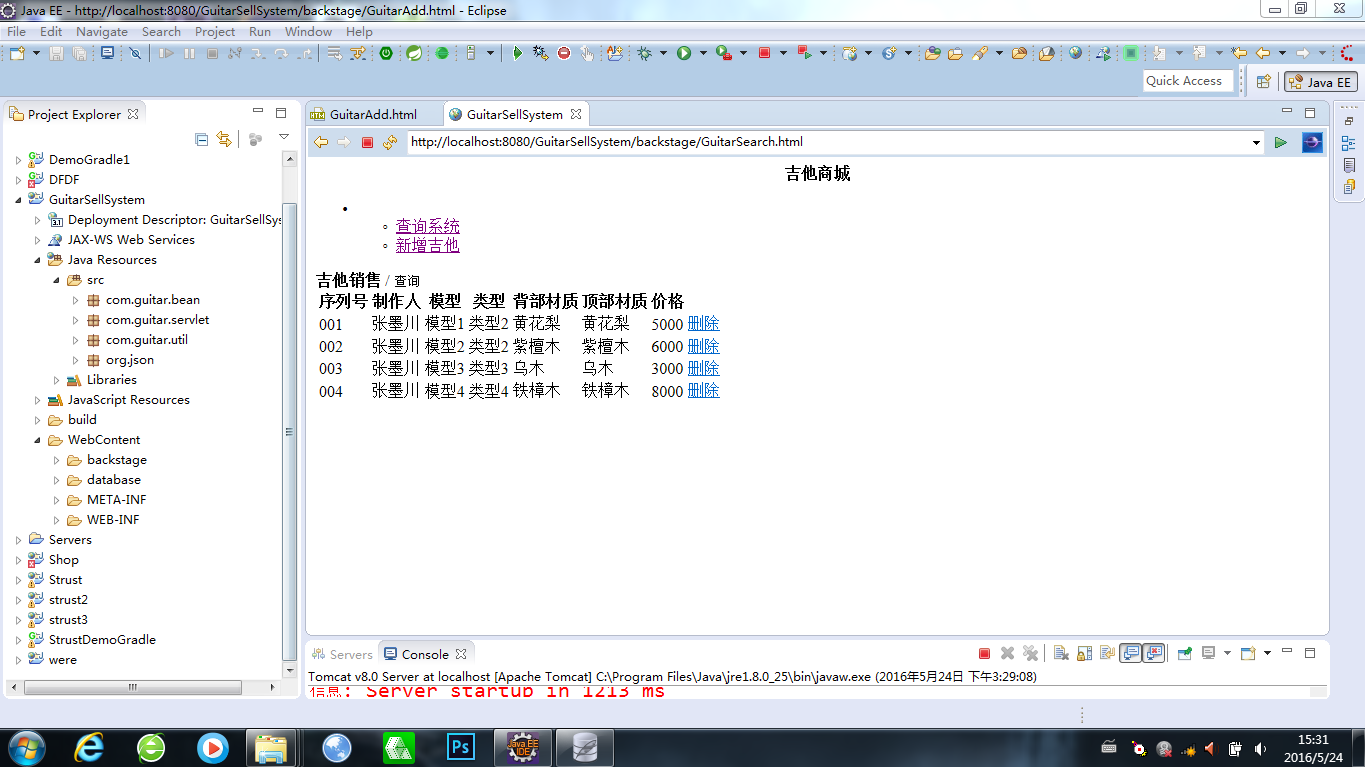 Java EE - http://localhost:8080/GuitarSellSystem/backstage/GuitarAdd.html - Eclipse
File Edit Navigate Search Project Run Window Help
Quick Access
Java EE
Project Explorer
GuitarAdd.html
GuitarSellSystem
http://localhost:8080/GuitarSellSystem/backstage/GuitarSearch.html
DemoGradle1
DFDF
GuitarSellSystem
Deployment Descriptor: GuitarSellSys
JAX-WS Web Services
Java Resources
src
com.guitar.bean
com.guitar.servlet
com.guitar.util
org.json
Libraries
JavaScript Resources
build
WebContent
backstage
database
META-INF
WEB-INF
Servers
Shop
Strust
strust2
strust3
StrustDemoGradle
were
吉他商城
查询系统
新增吉他
吉他销售 / 查询
序列号 制作人 模型 类型 背部材质 顶部材质 价格
001 张墨川 模型1 类型2 黄花梨 黄花梨 5000 删除
002 张墨川 模型2 类型2 紫檀木 紫檀木 6000 删除
003 张墨川 模型3 类型3 乌木 乌木 3000 删除
004 张墨川 模型4 类型4 铁樟木 铁樟木 8000 删除
Servers Console
Tomcat v8.0 Server at localhost [Apache Tomcat] C:\Program Files\Java\jre1.8.0_25\bin\javaw.exe (2016年5月24日 下午3:29:08)
信息: Server startup in 1213 ms
Ps
Java EE
IDE
15:31
2016/5/24